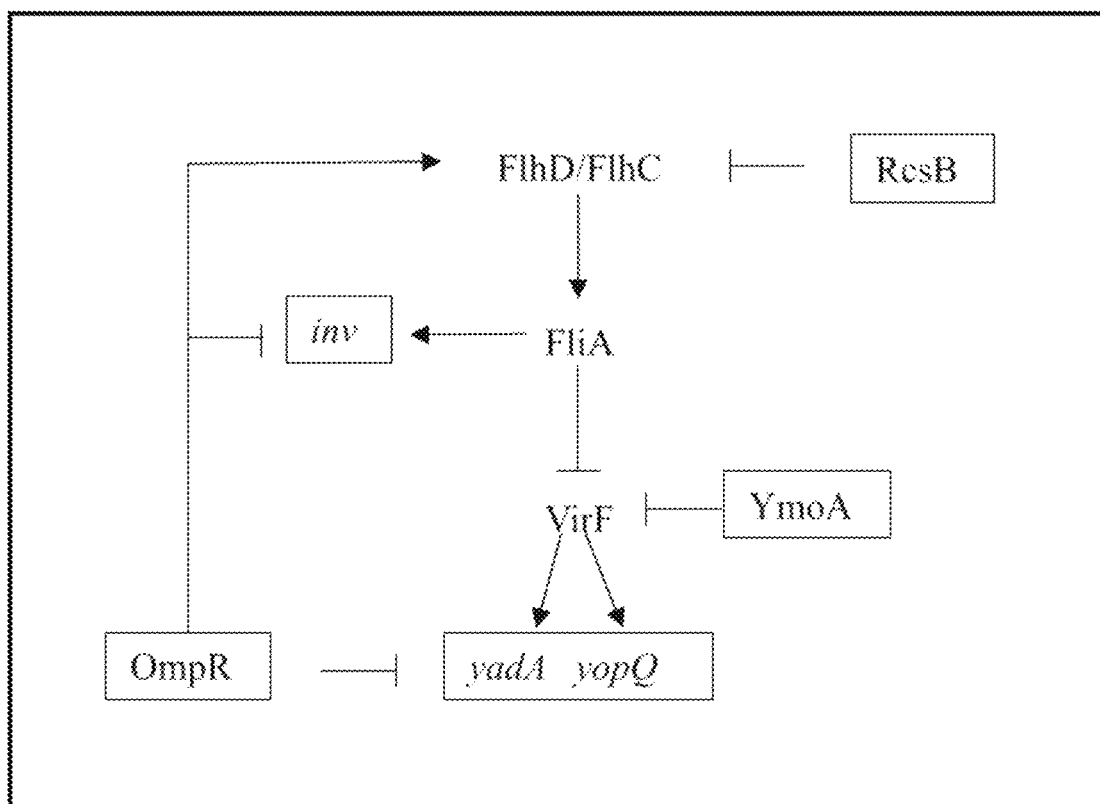 FlhD/FlhC
RcsB
inv
FliA
VirF
YmoA
OmpR
yadA yopQ